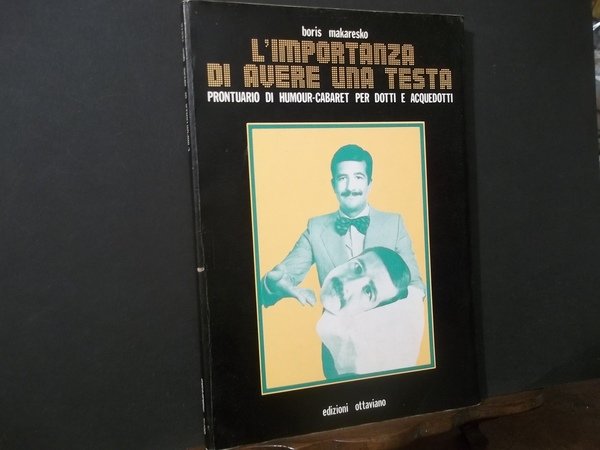 boris makaresko
L'IMPORTANZA
DI AVERE UNA TESTA
PRONTUARIO DI HUMOUR-CABARET PER DOTTI E ACQUEDOTTI
edizioni ottaviano